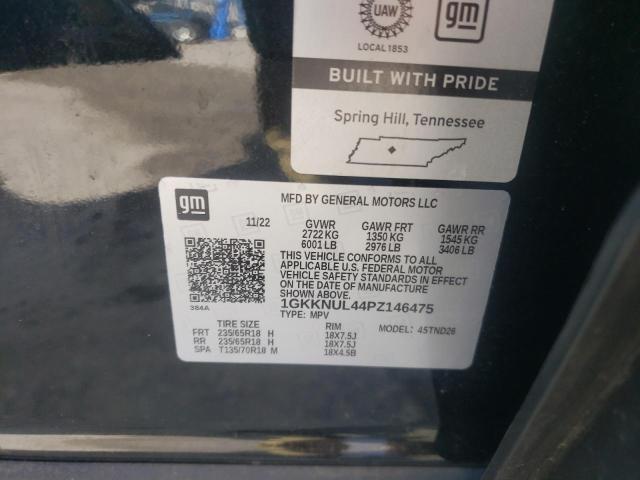 UAW
LOCAL 1853
gm
BUILT WITH PRIDE
Spring Hill, Tennessee
gm
MFD BY GENERAL MOTORS LLC
11/22 GVWR GAWR FRT GAWR RR
2722 KG 1350 KG 1545 KG
6001 LB 2976 LB 3406 LB
THIS VEHICLE CONFORMS TO ALL
APPLICABLE U.S. FEDERAL MOTOR
VEHICLE SAFETY STANDARDS IN EFFECT
ON THE DATE OF MANUFACTURE
SHOWN ABOVE.
384A 1GKKNUL44PZ146475
TYPE: MPV
TIRE SIZE RIM MODEL: 4STND26
FRT 235/65R18 H 18X7.5J
RR 235/65R18 H 18X7.5J
SPA T135/70R18 M 18X4.5B